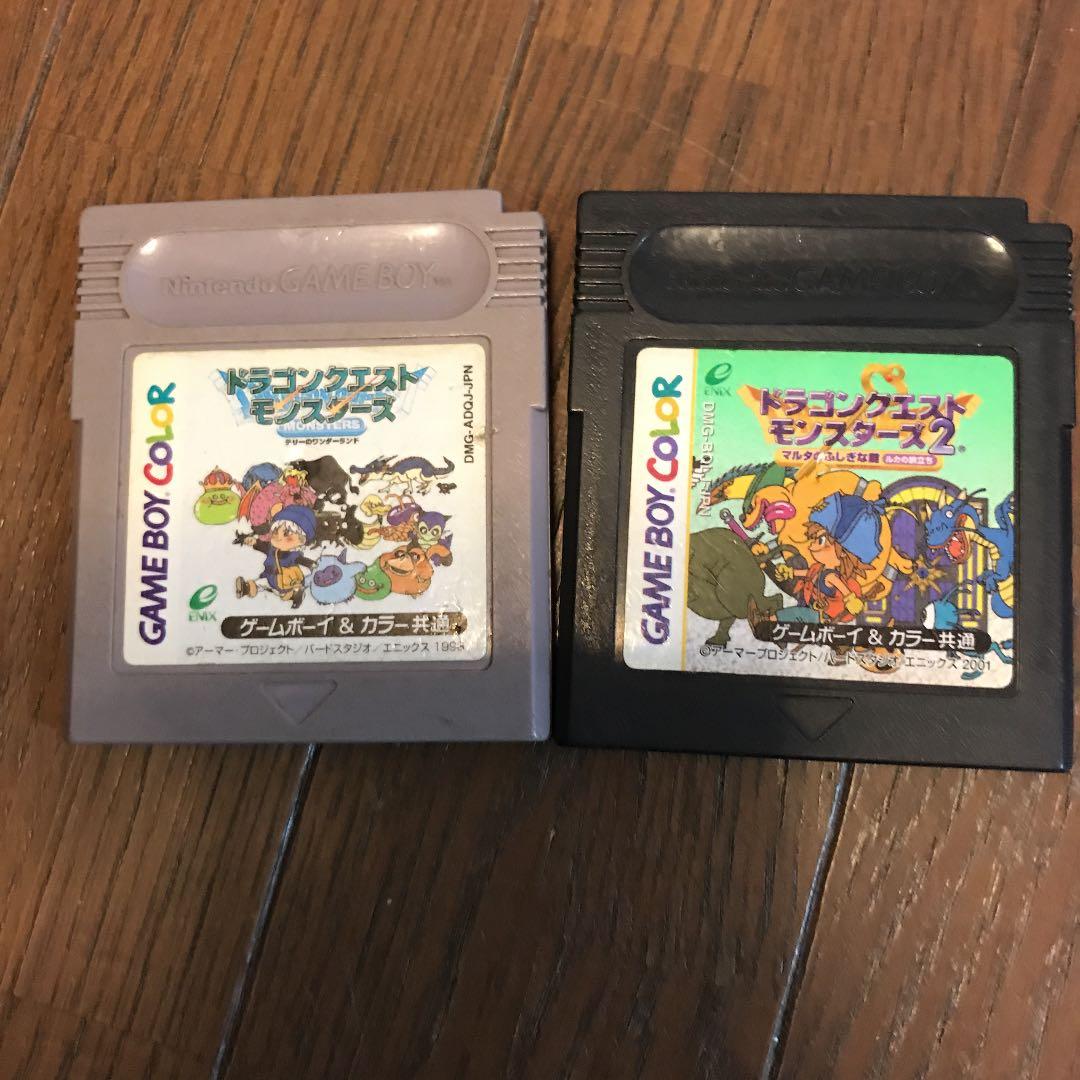 Nintendo GAME BOY TM
GAME BOY COLOR
ドラゴンクエスト
モンスターズ
MONSTERS
テリーのワンダーランド
DMG-ADQJ-JPN
ENIX
ゲームボーイ & カラー共通
©アーマープロジェクト/バードスタジオ/エニックス
GAME BOY
GAME BOY COLOR
ENIX
ドラゴンクエスト
モンスターズ2
マルタのふしぎな鍵 ルカの旅立ち
ゲームボーイ & カラー共通
©アーマープロジェクト/バードスタジオ/エニックス 2001